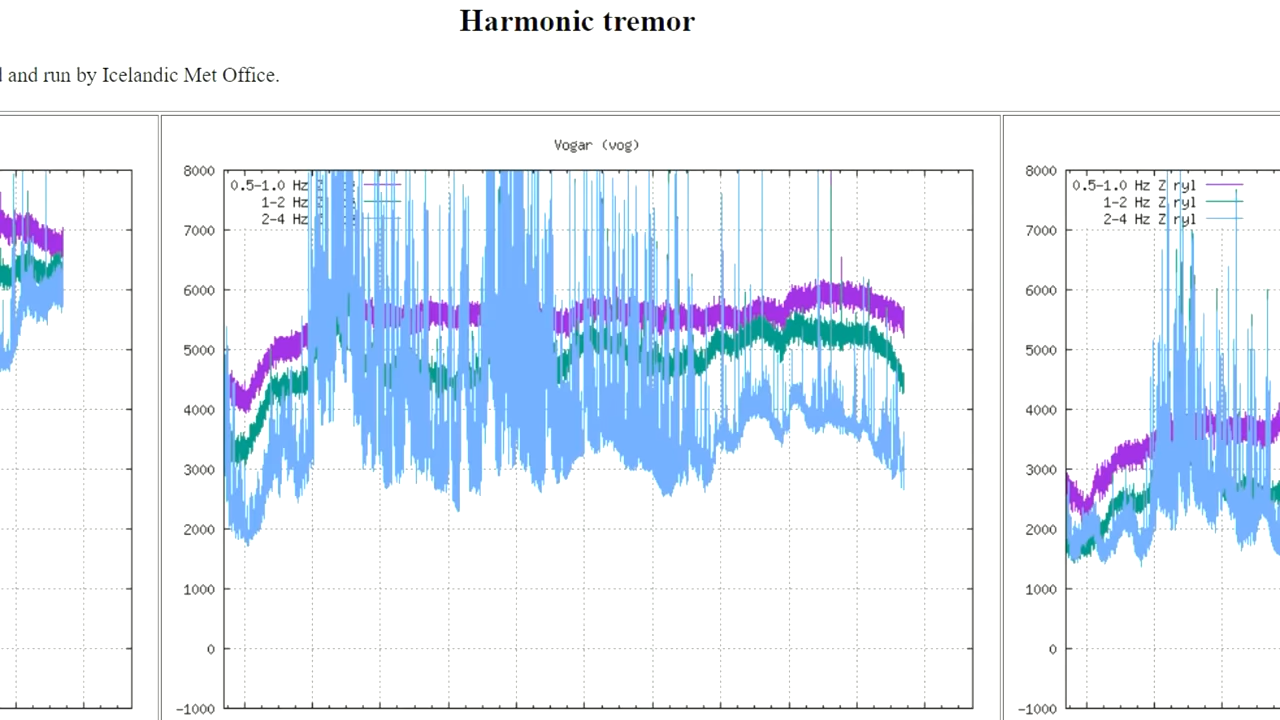 Harmonic tremor
and run by Icelandic Met Office.
Vogar (vog)
8000
7000
6000
5000
4000
3000
2000
1000
0
-1000
0.5-1.0 Hz Z
1-2 Hz
2-4 Hz
8000
7000
6000
5000
4000
3000
2000
1000
0
-1000
0.5-1.0 Hz Z ryl
1-2 Hz Z ryl
2-4 Hz Z ryl